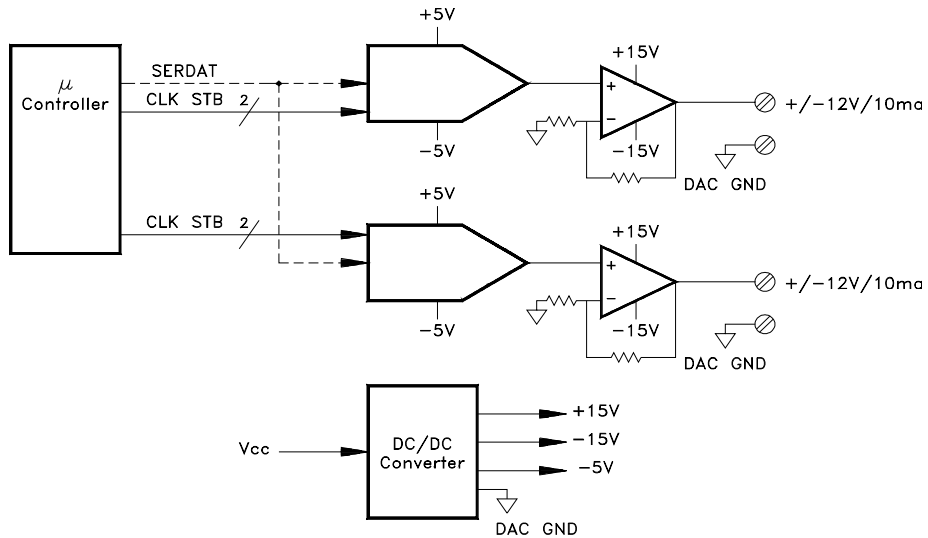 +5V
μ
Controller
SERDAT
CLK STB 2
-5V
+15V
+
-
-15V
+/-12V/10ma
DAC GND
CLK STB 2
+5V
-5V
+15V
+
-
-15V
+/-12V/10ma
DAC GND
Vcc
DC/DC
Converter
+15V
-15V
-5V
DAC GND